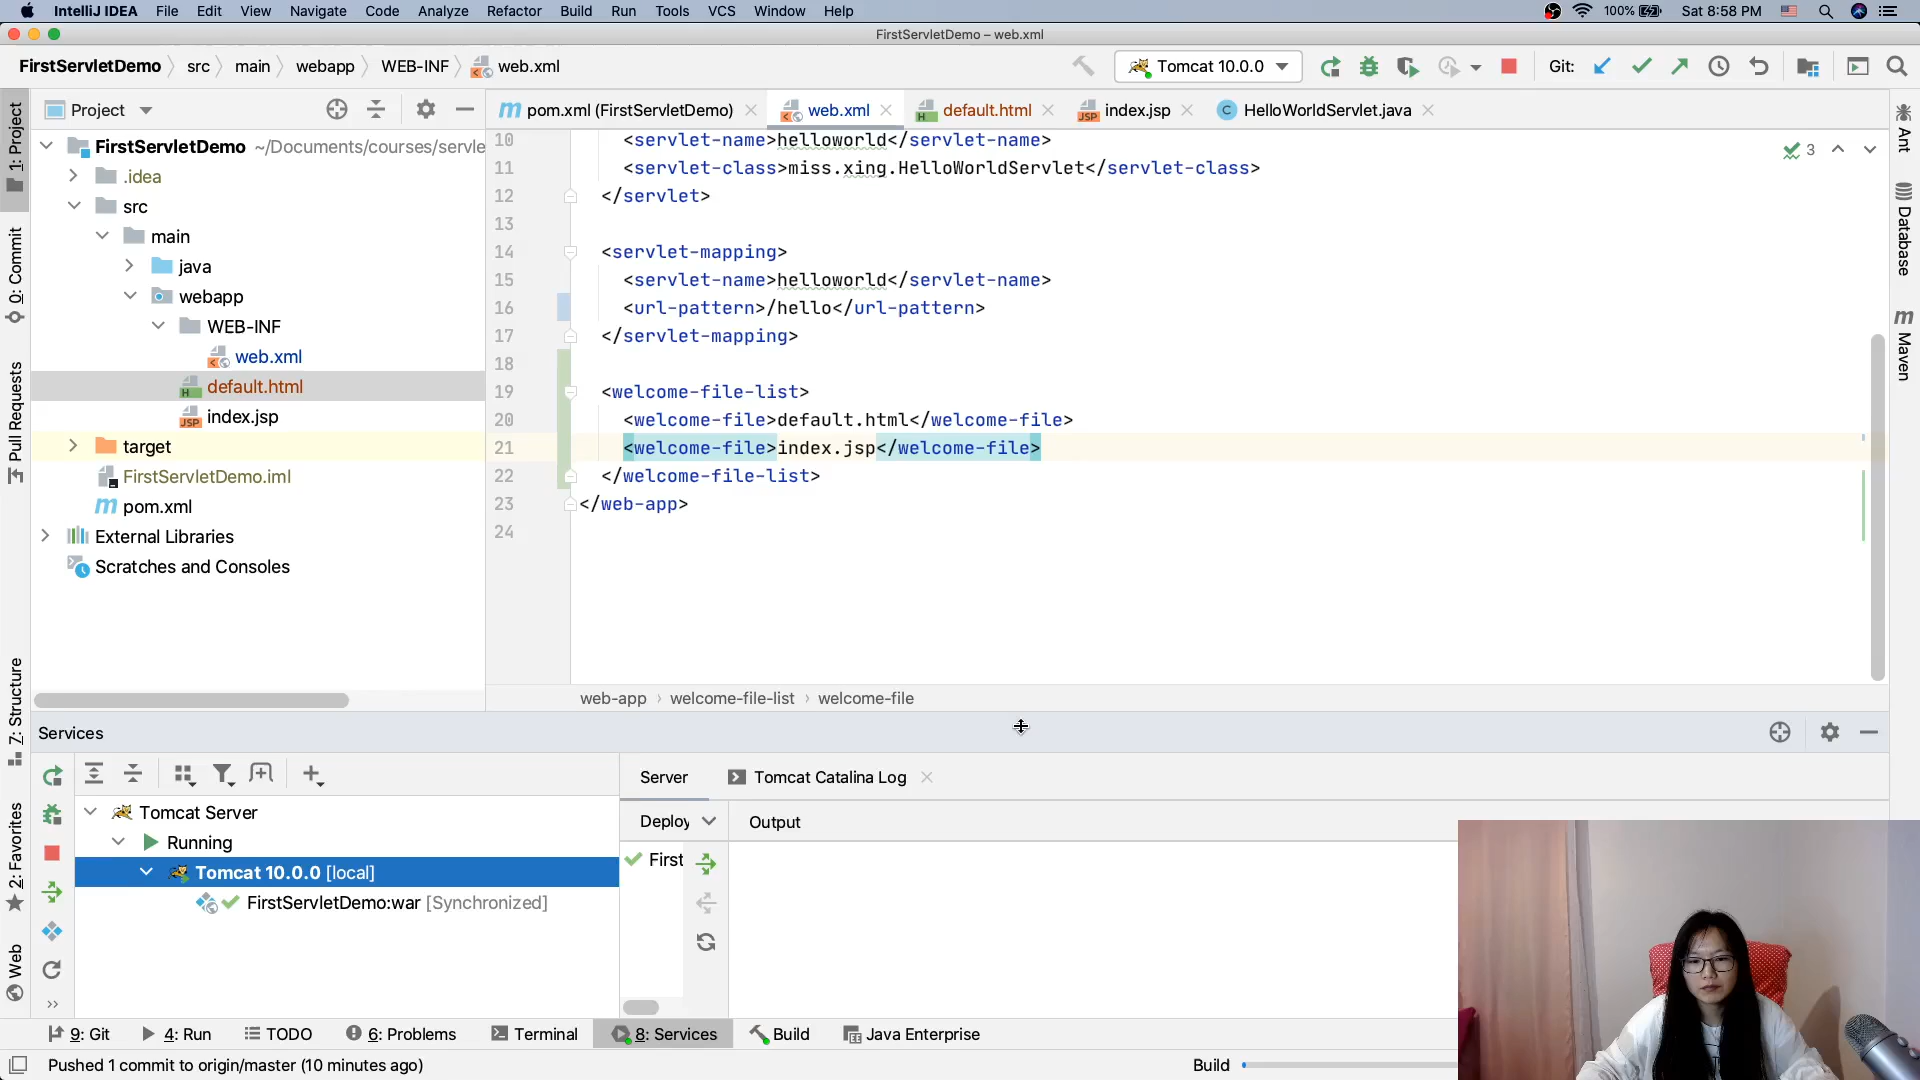 IntelliJ IDEA File Edit View Navigate Code Analyze Refactor Build Run Tools VCS Window Help 100% Sat 8:58 PM
FirstServletDemo – web.xml
FirstServletDemo src main webapp WEB-INF web.xml Tomcat 10.0.0 Git:
Project pom.xml (FirstServletDemo) web.xml default.html index.jsp HelloWorldServlet.java
FirstServletDemo ~/Documents/courses/servle
.idea
src
main
java
webapp
WEB-INF
web.xml
default.html
index.jsp
target
FirstServletDemo.iml
pom.xml
External Libraries
Scratches and Consoles
10 <servlet-name>helloworld</servlet-name>
11 <servlet-class>miss.xing.HelloWorldServlet</servlet-class>
12 </servlet>
13
14 <servlet-mapping>
15 <servlet-name>helloworld</servlet-name>
16 <url-pattern>/hello</url-pattern>
17 </servlet-mapping>
18
19 <welcome-file-list>
20 <welcome-file>default.html</welcome-file>
21 <welcome-file>index.jsp</welcome-file>
22 </welcome-file-list>
23 </web-app>
24
3
web-app › welcome-file-list › welcome-file
1: Project
0: Commit
Pull Requests
7: Structure
2: Favorites
Web
Ant
Database
m Maven
Services
Server Tomcat Catalina Log
Tomcat Server
Running
Tomcat 10.0.0 [local]
FirstServletDemo:war [Synchronized]
Deploy Output
First
9: Git 4: Run TODO 6: Problems Terminal 8: Services Build Java Enterprise
Pushed 1 commit to origin/master (10 minutes ago) Build